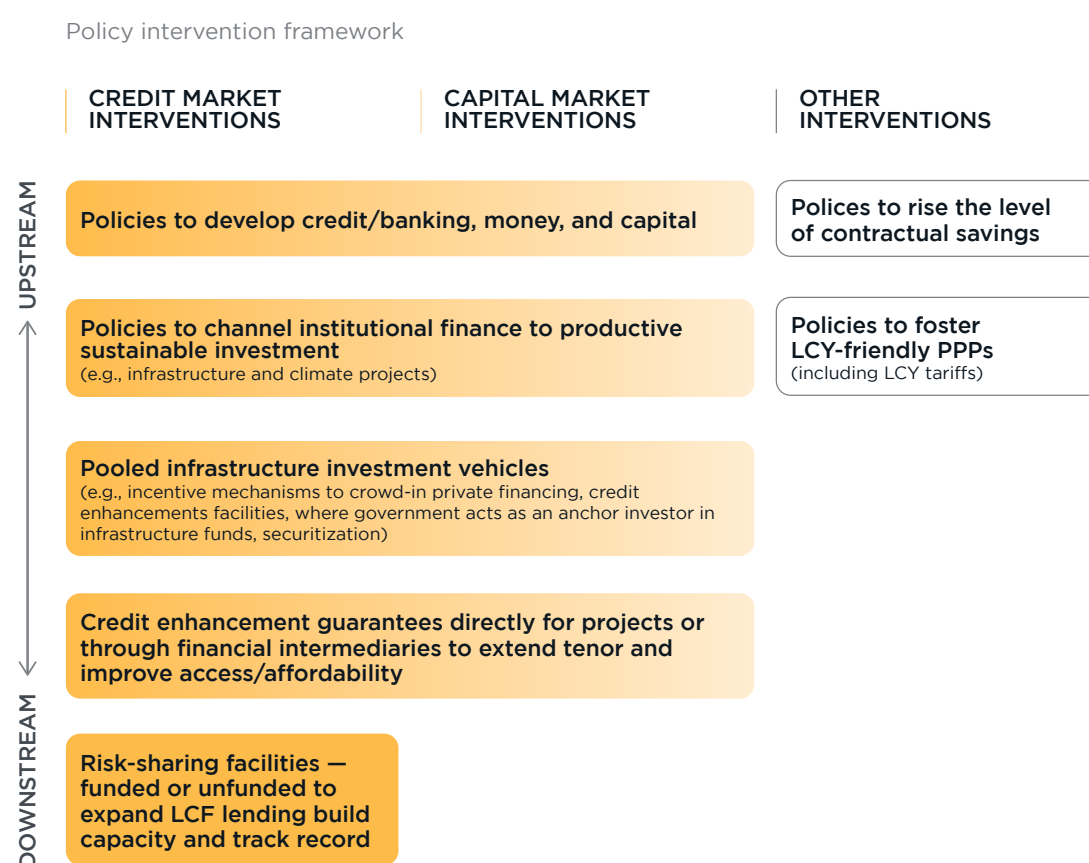 Policy intervention framework
CREDIT MARKET
INTERVENTIONS
CAPITAL MARKET
INTERVENTIONS
OTHER
INTERVENTIONS
UPSTREAM
Policies to develop credit/banking, money, and capital
Polices to rise the level
of contractual savings
Policies to channel institutional finance to productive
sustainable investment
(e.g., infrastructure and climate projects)
Policies to foster
LCY-friendly PPPs
(including LCY tariffs)
Pooled infrastructure investment vehicles
(e.g., incentive mechanisms to crowd-in private financing, credit
enhancements facilities, where government acts as an anchor investor in
infrastructure funds, securitization)
Credit enhancement guarantees directly for projects or
through financial intermediaries to extend tenor and
improve access/affordability
DOWNSTREAM
Risk-sharing facilities —
funded or unfunded to
expand LCF lending build
capacity and track record